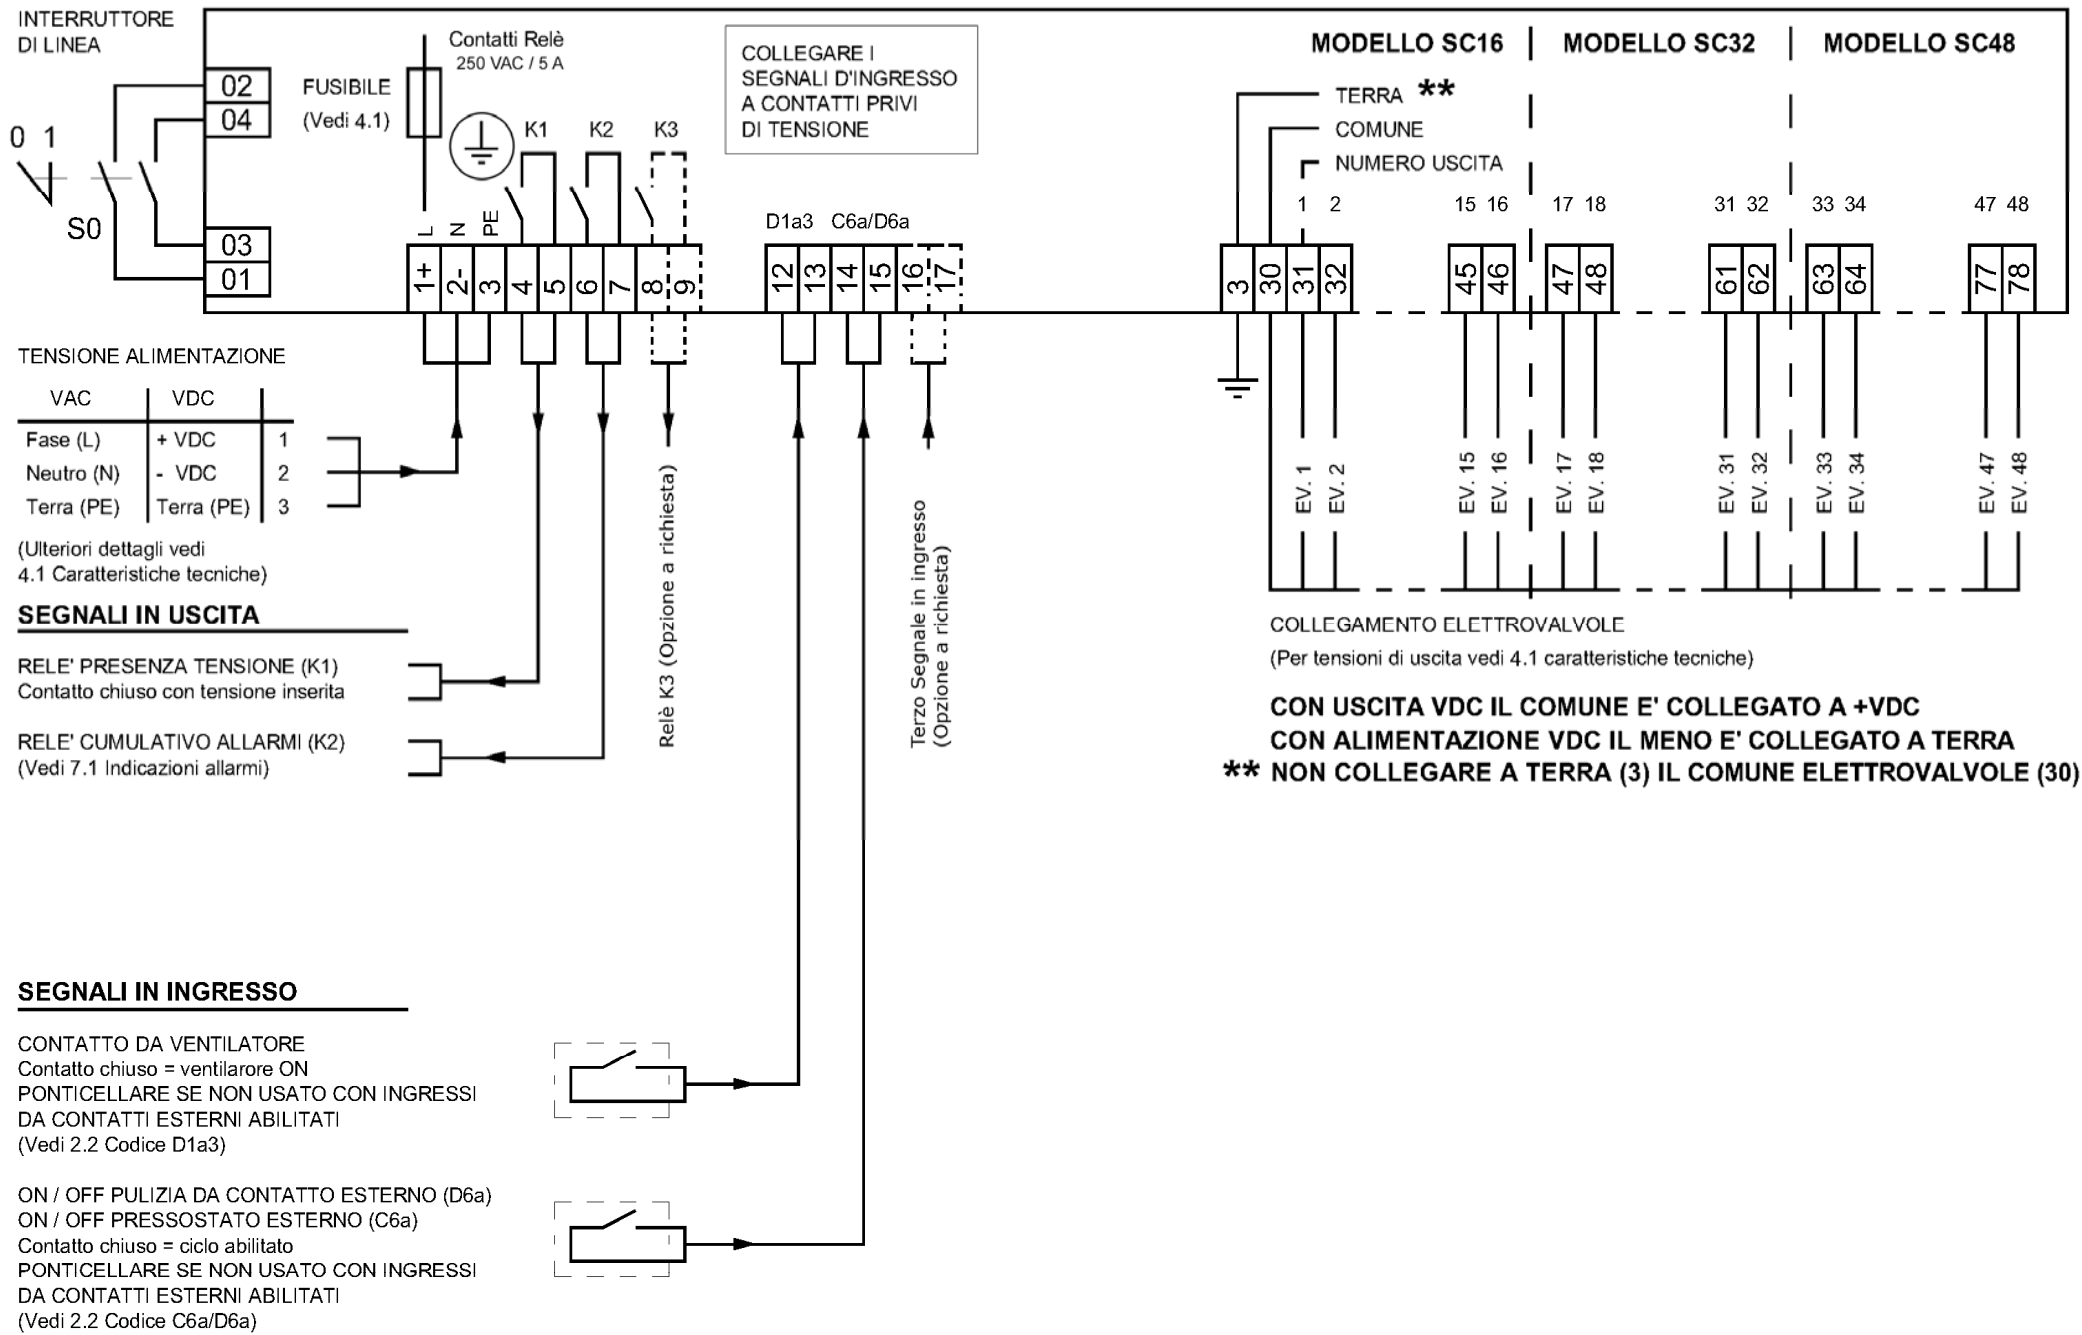 INTERRUTTORE
DI LINEA
0 1
S0
02
04
03
01
FUSIBILE
(Vedi 4.1)
Contatti Relè
250 VAC / 5 A
K1 K2 K3
L N PE
1+ 2- 3 4 5 6 7 8 9
COLLEGARE I
SEGNALI D'INGRESSO
A CONTATTI PRIVI
DI TENSIONE
D1a3 C6a/D6a
12 13 14 15 16 17
MODELLO SC16 MODELLO SC32 MODELLO SC48
TERRA **
COMUNE
NUMERO USCITA
1 2 15 16 17 18 31 32 33 34 47 48
3 30 31 32 45 46 47 48 61 62 63 64 77 78
EV. 1 EV. 2 EV. 15 EV. 16 EV. 17 EV. 18 EV. 31 EV. 32 EV. 33 EV. 34 EV. 47 EV. 48
COLLEGAMENTO ELETTROVALVOLE
(Per tensioni di uscita vedi 4.1 caratteristiche tecniche)
CON USCITA VDC IL COMUNE E' COLLEGATO A +VDC
CON ALIMENTAZIONE VDC IL MENO E' COLLEGATO A TERRA
** NON COLLEGARE A TERRA (3) IL COMUNE ELETTROVALVOLE (30)
TENSIONE ALIMENTAZIONE
VAC VDC
Fase (L) + VDC 1
Neutro (N) - VDC 2
Terra (PE) Terra (PE) 3
(Ulteriori dettagli vedi
4.1 Caratteristiche tecniche)
SEGNALI IN USCITA
RELE' PRESENZA TENSIONE (K1)
Contatto chiuso con tensione inserita
RELE' CUMULATIVO ALLARMI (K2)
(Vedi 7.1 Indicazioni allarmi)
Relè K3 (Opzione a richiesta)
Terzo Segnale in ingresso
(Opzione a richiesta)
SEGNALI IN INGRESSO
CONTATTO DA VENTILATORE
Contatto chiuso = ventilarore ON
PONTICELLARE SE NON USATO CON INGRESSI
DA CONTATTI ESTERNI ABILITATI
(Vedi 2.2 Codice D1a3)
ON / OFF PULIZIA DA CONTATTO ESTERNO (D6a)
ON / OFF PRESSOSTATO ESTERNO (C6a)
Contatto chiuso = ciclo abilitato
PONTICELLARE SE NON USATO CON INGRESSI
DA CONTATTI ESTERNI ABILITATI
(Vedi 2.2 Codice C6a/D6a)